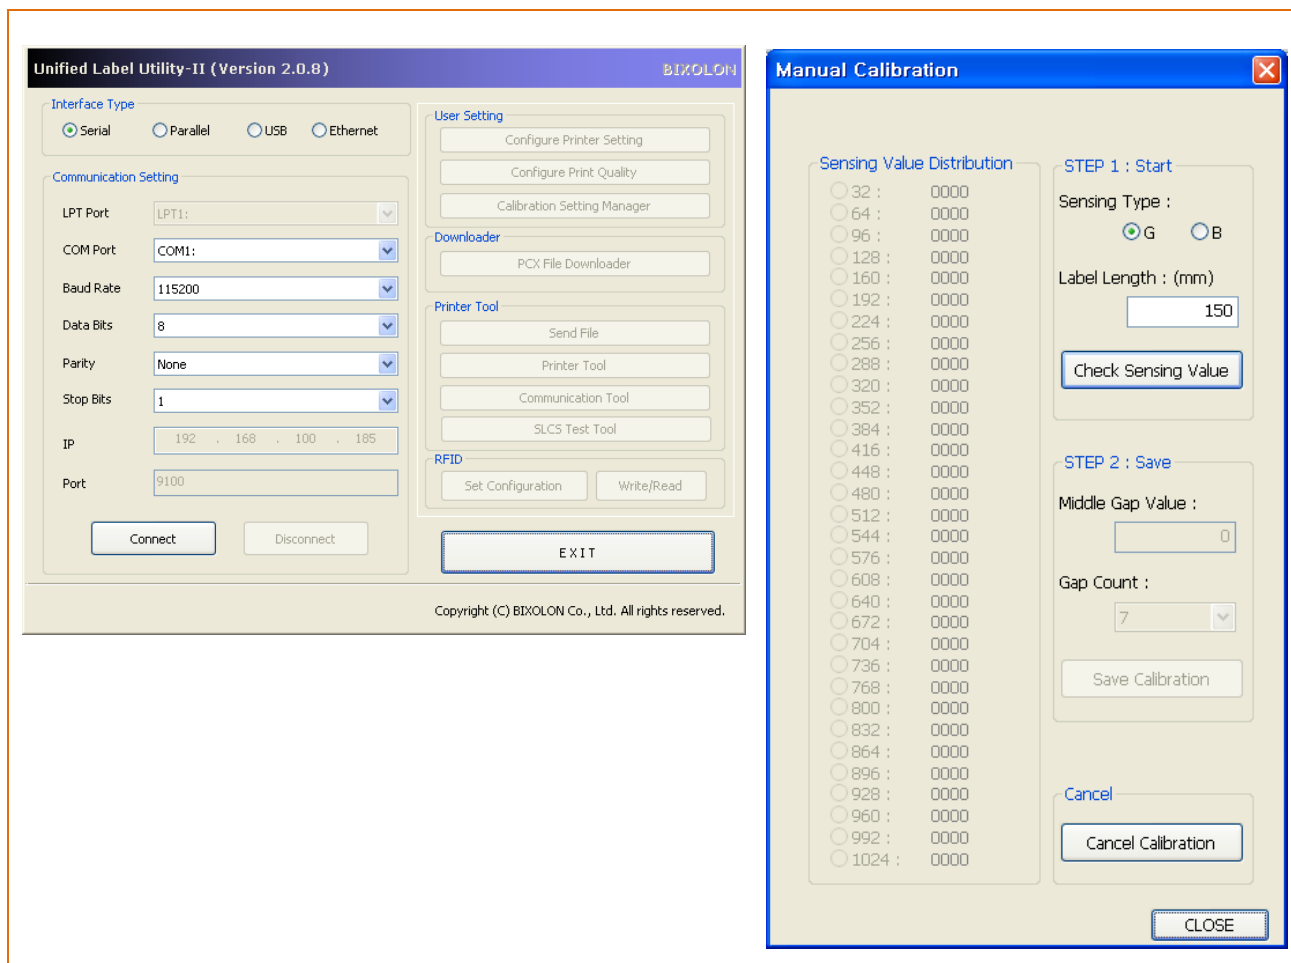 Unified Label Utility-II (Version 2.0.8)
BIXOLON
Interface Type
Serial Parallel USB Ethernet
Communication Setting
LPT Port LPT1:
COM Port COM1:
Baud Rate 115200
Data Bits 8
Parity None
Stop Bits 1
IP 192 . 168 . 100 . 185
Port 9100
Connect Disconnect
User Setting
Configure Printer Setting
Configure Print Quality
Calibration Setting Manager
Downloader
PCX File Downloader
Printer Tool
Send File
Printer Tool
Communication Tool
SLCS Test Tool
RFID
Set Configuration Write/Read
EXIT
Copyright (C) BIXOLON Co., Ltd. All rights reserved.
Manual Calibration
Sensing Value Distribution
32 : 0000
64 : 0000
96 : 0000
128 : 0000
160 : 0000
192 : 0000
224 : 0000
256 : 0000
288 : 0000
320 : 0000
352 : 0000
384 : 0000
416 : 0000
448 : 0000
480 : 0000
512 : 0000
544 : 0000
576 : 0000
608 : 0000
640 : 0000
672 : 0000
704 : 0000
736 : 0000
768 : 0000
800 : 0000
832 : 0000
864 : 0000
896 : 0000
928 : 0000
960 : 0000
992 : 0000
1024 : 0000
STEP 1 : Start
Sensing Type :
G B
Label Length : (mm)
150
Check Sensing Value
STEP 2 : Save
Middle Gap Value :
0
Gap Count :
7
Save Calibration
Cancel
Cancel Calibration
CLOSE